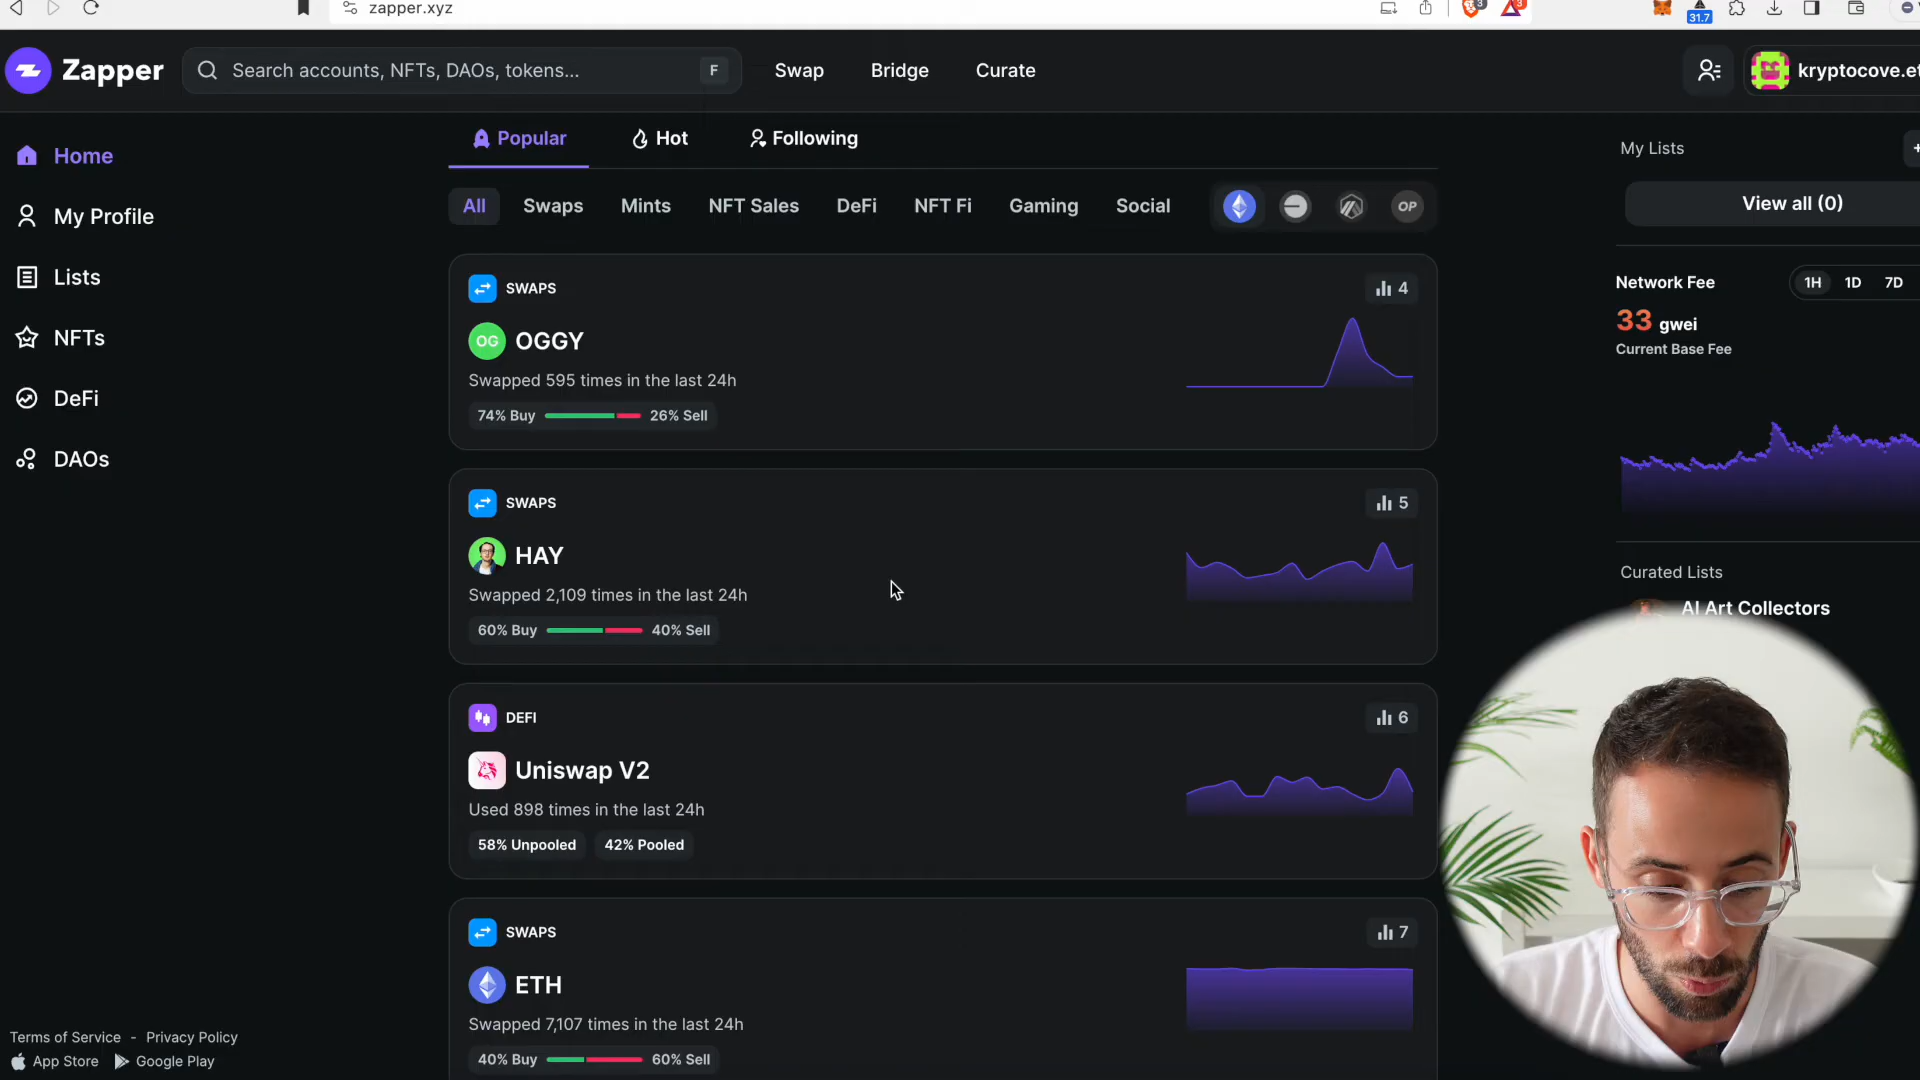 zapper.xyz
3
3
31.7
Zapper
Search accounts, NFTs, DAOs, tokens...
F
Swap
Bridge
Curate
kryptocove.et
Home
My Profile
Lists
NFTs
DeFi
DAOs
Popular
Hot
Following
All
Swaps
Mints
NFT Sales
DeFi
NFT Fi
Gaming
Social
OP
SWAPS
4
OG
OGGY
Swapped 595 times in the last 24h
74% Buy
26% Sell
SWAPS
5
HAY
Swapped 2,109 times in the last 24h
60% Buy
40% Sell
DEFI
6
Uniswap V2
Used 898 times in the last 24h
58% Unpooled
42% Pooled
SWAPS
7
ETH
Swapped 7,107 times in the last 24h
40% Buy
60% Sell
My Lists
View all (0)
Network Fee
1H
1D
7D
33 gwei
Current Base Fee
Curated Lists
AI Art Collectors
Terms of Service - Privacy Policy
App Store
Google Play